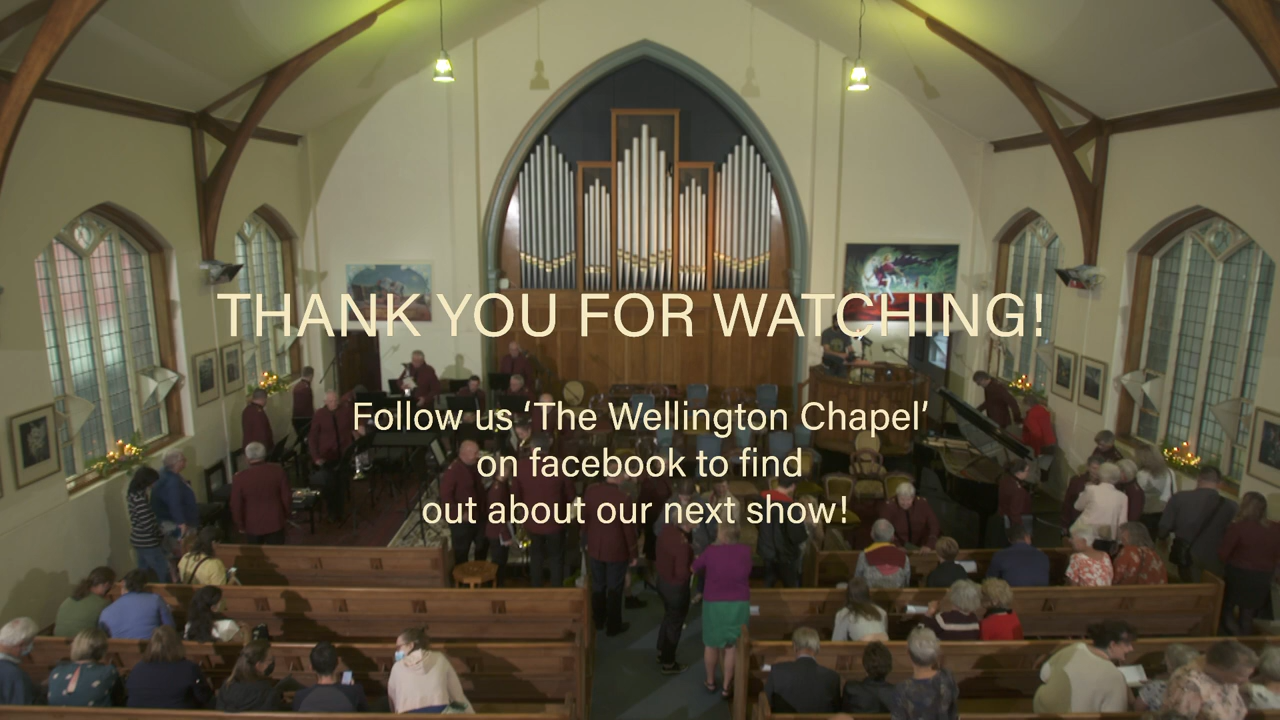 THANK YOU FOR WATCHING!
Follow us ‘The Wellington Chapel’
on facebook to find
out about our next show!